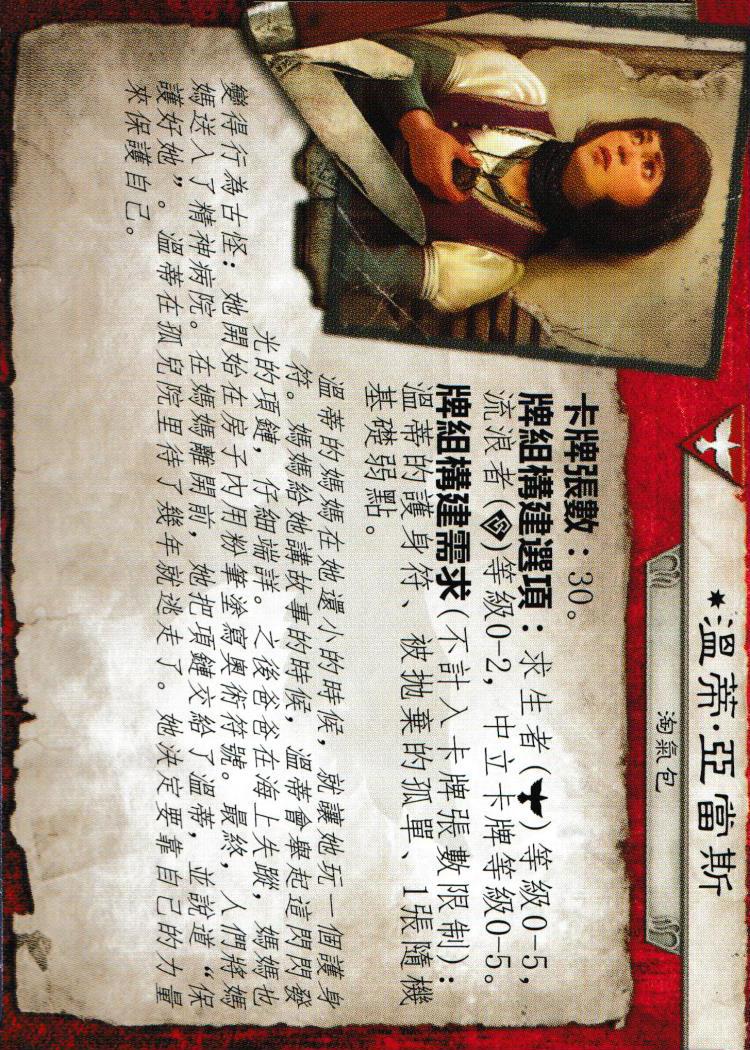 溫蒂·亞當斯
淘氣包
卡牌張數：30。
牌組構建選項：求生者()等級0-5，
流浪者()等級0-2，中立卡牌等級0-5。
牌組構建需求(不計入卡牌張數限制)：
溫蒂的護身符、被拋棄的孤單、1張隨機
基礎弱點。
溫蒂的媽媽在她還小的時候，就讓她玩一個護身
符。媽媽給她講故事的時候，溫蒂會舉起這閃閃發
光的項鏈，仔細端詳。之後爸爸在海上失蹤，媽媽也
變得行為古怪：她開始在房子內用粉筆塗寫奧術符號。最終，人們將媽
媽送入了精神病院。在媽媽離開前，她把項鏈交給了溫蒂，並說道“保
護好她”。溫蒂在孤兒院里待了幾年就逃走了。她決定要靠自己的力量
來保護自己。